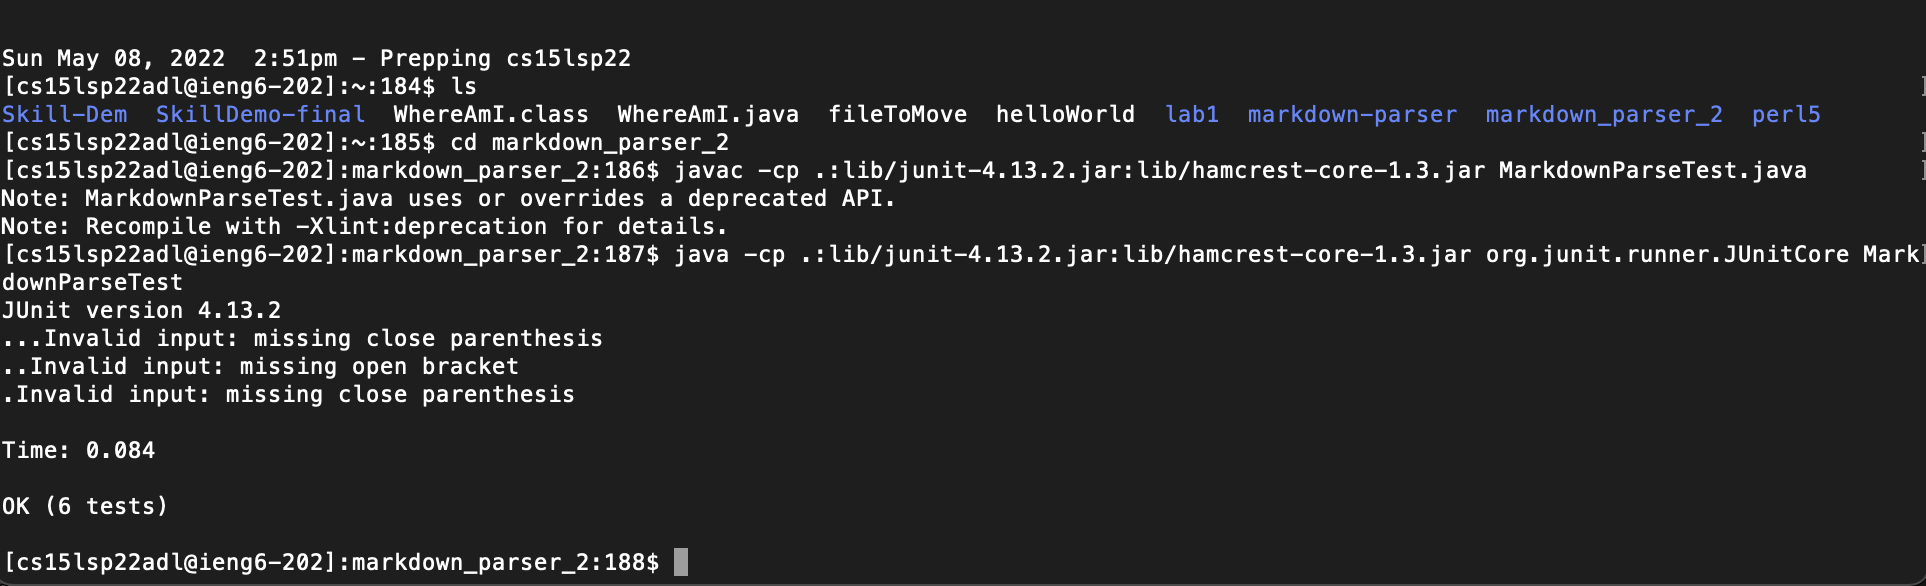 Sun May 08, 2022  2:51pm - Prepping cs15lsp22
[cs15lsp22adl@ieng6-202]:~:184$ ls
Skill-Dem  SkillDemo-final  WhereAmI.class  WhereAmI.java  fileToMove  helloWorld  lab1  markdown-parser  markdown_parser_2  perl5
[cs15lsp22adl@ieng6-202]:~:185$ cd markdown_parser_2
[cs15lsp22adl@ieng6-202]:markdown_parser_2:186$ javac -cp .:lib/junit-4.13.2.jar:lib/hamcrest-core-1.3.jar MarkdownParseTest.java
Note: MarkdownParseTest.java uses or overrides a deprecated API.
Note: Recompile with -Xlint:deprecation for details.
[cs15lsp22adl@ieng6-202]:markdown_parser_2:187$ java -cp .:lib/junit-4.13.2.jar:lib/hamcrest-core-1.3.jar org.junit.runner.JUnitCore Mark
downParseTest
JUnit version 4.13.2
...Invalid input: missing close parenthesis
..Invalid input: missing open bracket
.Invalid input: missing close parenthesis
Time: 0.084
OK (6 tests)
[cs15lsp22adl@ieng6-202]:markdown_parser_2:188$